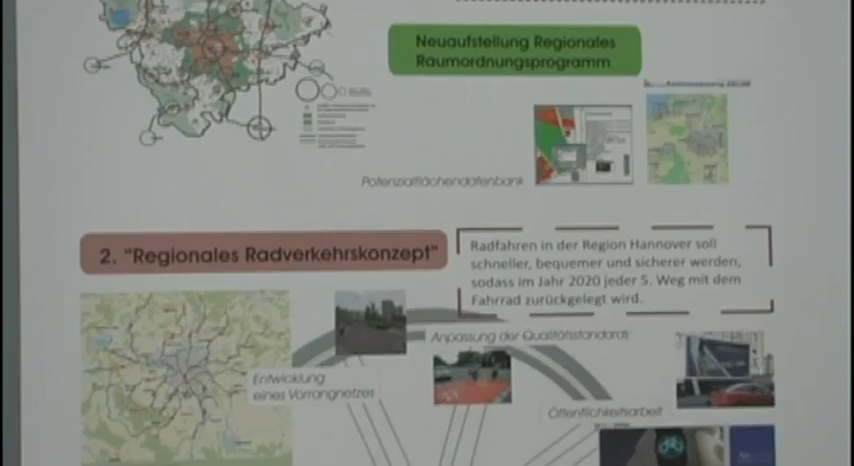 Neuaufstellung Regionales
Raumordnungsprogramm
Potenzialflächendatenbank
2. "Regionales Radverkehrskonzept"
Radfahren in der Region Hannover soll
schneller, bequemer und sicherer werden,
sodass im Jahr 2020 jeder 5. Weg mit dem
Fahrrad zurückgelegt wird.
Anpassung der Qualitätsstandards
Entwicklung
eines Vorrangnetzes
Öffentlichkeitsarbeit